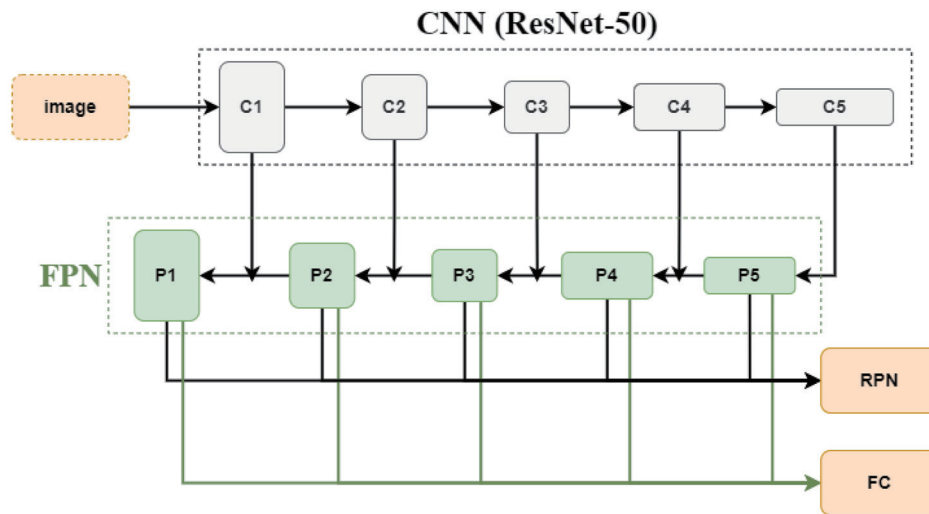 CNN (ResNet-50)
image
C1
C2
C3
C4
C5
FPN
P1
P2
P3
P4
P5
RPN
FC